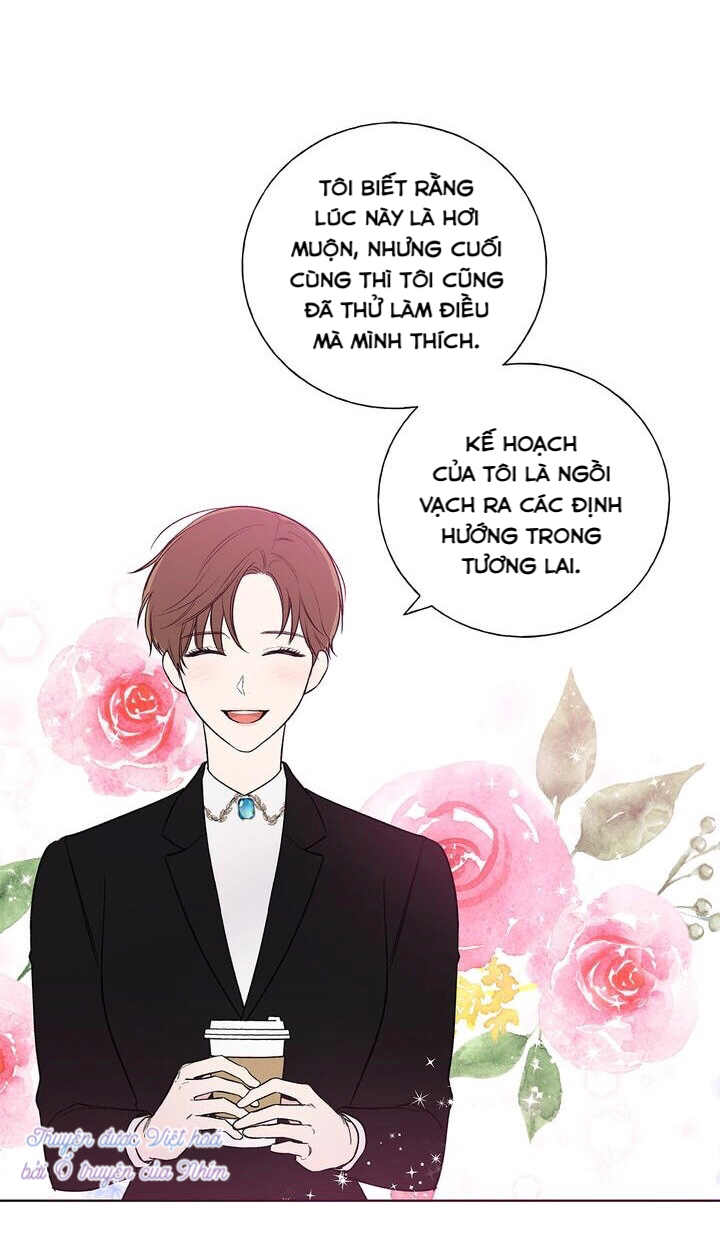 TÔI BIẾT RẰNG
LÚC NÀY LÀ HƠI
MUỘN, NHƯNG CUỐI
CÙNG THÌ TÔI CŨNG
ĐÃ THỬ LÀM ĐIỀU
MÀ MÌNH THÍCH.
KẾ HOẠCH
CỦA TÔI LÀ NGỒI
VẠCH RA CÁC ĐỊNH
HƯỚNG TRONG
TƯƠNG LAI.
Truyện được Việt hoá
bởi Ổ truyện của Nhím